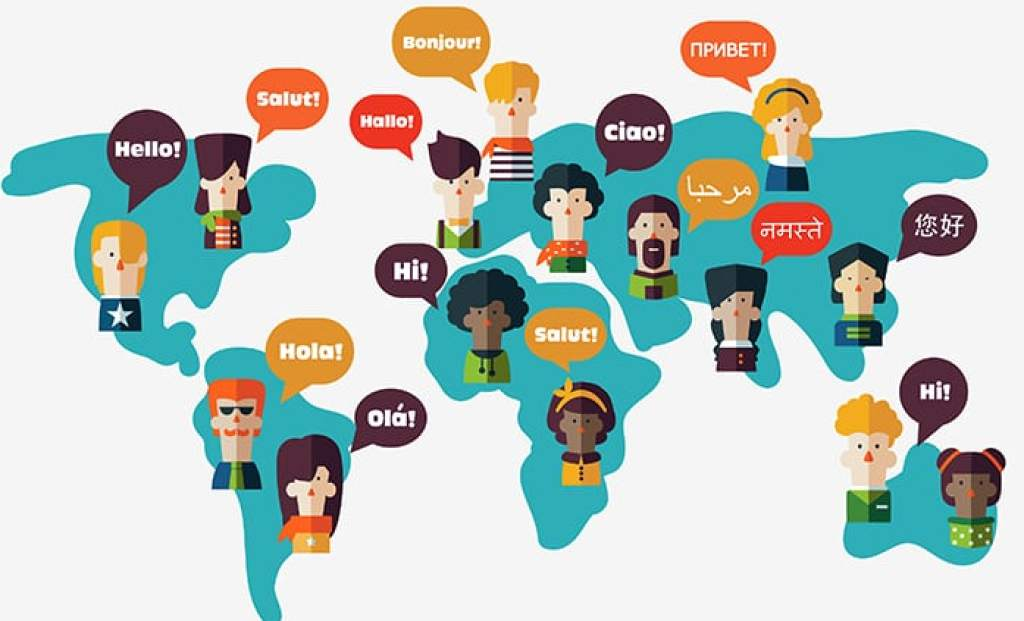 Bonjour!
ПРИВЕТ!
Salut!
Hallo!
Ciao!
Hello!
مرحبا
नमस्ते
您好
Hi!
Salut!
Hola!
Olá!
Hi!